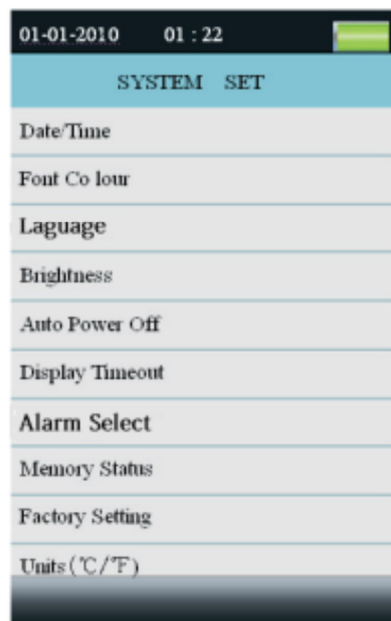 01-01-2010 01 : 22
SYSTEM SET
Date/Time
Font Co lour
Laguage
Brightness
Auto Power Off
Display Timeout
Alarm Select
Memory Status
Factory Setting
Units (℃/℉)